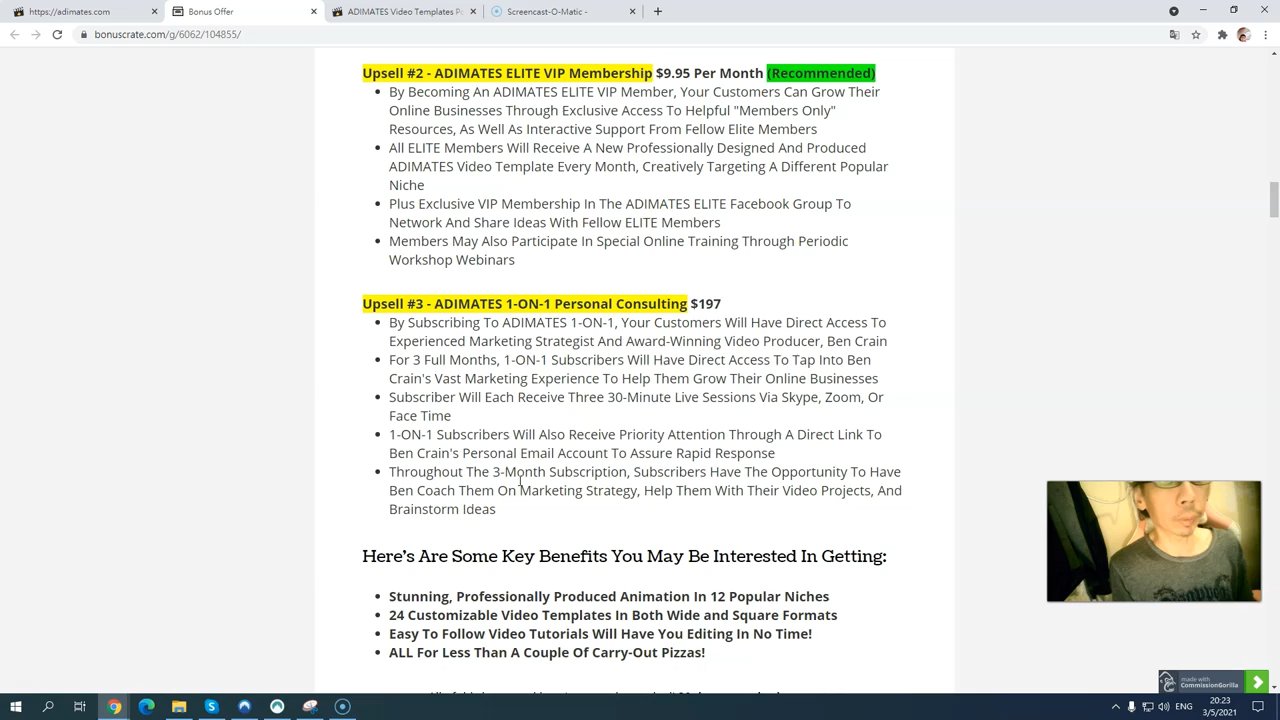 https://adimates.com
Bonus Offer
ADIMATES Video Templates Pa
Screencast-O-Matic -
bonuscrate.com/g/6062/104855/
Upsell #2 - ADIMATES ELITE VIP Membership $9.95 Per Month (Recommended)
By Becoming An ADIMATES ELITE VIP Member, Your Customers Can Grow Their
Online Businesses Through Exclusive Access To Helpful "Members Only"
Resources, As Well As Interactive Support From Fellow Elite Members
All ELITE Members Will Receive A New Professionally Designed And Produced
ADIMATES Video Template Every Month, Creatively Targeting A Different Popular
Niche
Plus Exclusive VIP Membership In The ADIMATES ELITE Facebook Group To
Network And Share Ideas With Fellow ELITE Members
Members May Also Participate In Special Online Training Through Periodic
Workshop Webinars
Upsell #3 - ADIMATES 1-ON-1 Personal Consulting $197
By Subscribing To ADIMATES 1-ON-1, Your Customers Will Have Direct Access To
Experienced Marketing Strategist And Award-Winning Video Producer, Ben Crain
For 3 Full Months, 1-ON-1 Subscribers Will Have Direct Access To Tap Into Ben
Crain's Vast Marketing Experience To Help Them Grow Their Online Businesses
Subscriber Will Each Receive Three 30-Minute Live Sessions Via Skype, Zoom, Or
Face Time
1-ON-1 Subscribers Will Also Receive Priority Attention Through A Direct Link To
Ben Crain's Personal Email Account To Assure Rapid Response
Throughout The 3-Month Subscription, Subscribers Have The Opportunity To Have
Ben Coach Them On Marketing Strategy, Help Them With Their Video Projects, And
Brainstorm Ideas
Here's Are Some Key Benefits You May Be Interested In Getting:
Stunning, Professionally Produced Animation In 12 Popular Niches
24 Customizable Video Templates In Both Wide and Square Formats
Easy To Follow Video Tutorials Will Have You Editing In No Time!
ALL For Less Than A Couple Of Carry-Out Pizzas!
made with
CommissionGorilla
ENG
20:23
3/5/2021